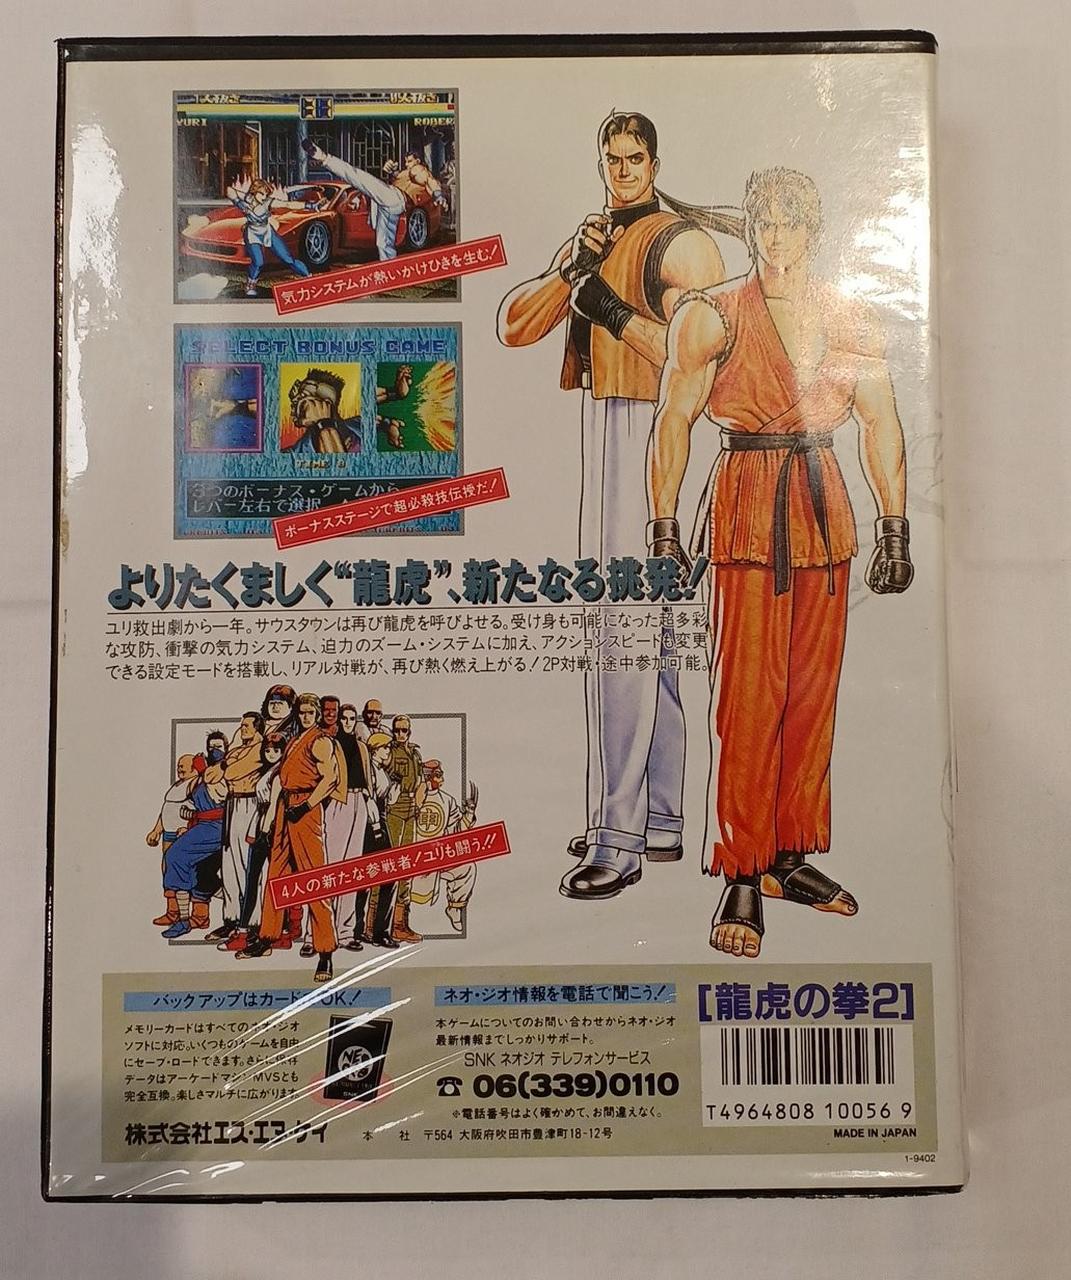 YURI
ROBER
気力システムが熱いかけひきを生む!
SELECT BONUS GAME
TIME 8
3つのボーナス・ゲームから
レバー左右で選択
ボーナスステージで超必殺技伝授だ!
よりたくましく“龍虎”、新たなる挑発!
ユリ救出劇から一年。サウスタウンは再び龍虎を呼びよせる。受け身も可能になった超多彩
な攻防、衝撃の気力システム、迫力のズーム・システムに加え、アクションスピードも変更
できる設定モードを搭載し、リアル対戦が、再び熱く燃え上がる!2P対戦・途中参加可能。
4人の新たな参戦者!ユリも闘う!!
バックアップはカードでOK!
メモリーカードはすべてのネオ・ジオ
ソフトに対応。いくつものゲームを自由
にセーブ・ロードできます。さらに保存
データはアーケードマシンMVSとも
完全互換。楽しさマルチに広がります。
NEO
GEO
SNK
ネオ・ジオ情報を電話で聞こう!
本ゲームについてのお問い合わせからネオ・ジオ
最新情報までしっかりサポート。
SNK ネオジオ テレフォンサービス
☎ 06(339)0110
※電話番号はよく確かめて、お間違えなく。
株式会社エス・エヌ・ケイ 本 社 〒564 大阪府吹田市豊津町18-12号
[龍虎の拳2]
T4964808 10056 9
MADE IN JAPAN
1-9402